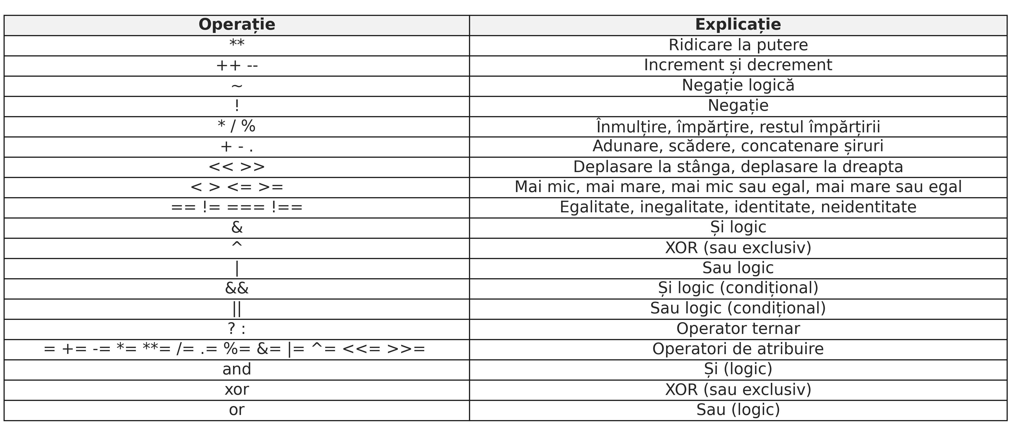 Operație Explicație
** Ridicare la putere
++ -- Increment și decrement
~ Negație logică
! Negație
* / % Înmulțire, împărțire, restul împărțirii
+ - . Adunare, scădere, concatenare șiruri
<< >> Deplasare la stânga, deplasare la dreapta
< > <= >= Mai mic, mai mare, mai mic sau egal, mai mare sau egal
== != === !== Egalitate, inegalitate, identitate, neidentitate
& Și logic
^ XOR (sau exclusiv)
| Sau logic
&& Și logic (condițional)
|| Sau logic (condițional)
? : Operator ternar
= += -= *= **= /= .= %= &= |= ^= <<= >>= Operatori de atribuire
and Și (logic)
xor XOR (sau exclusiv)
or Sau (logic)